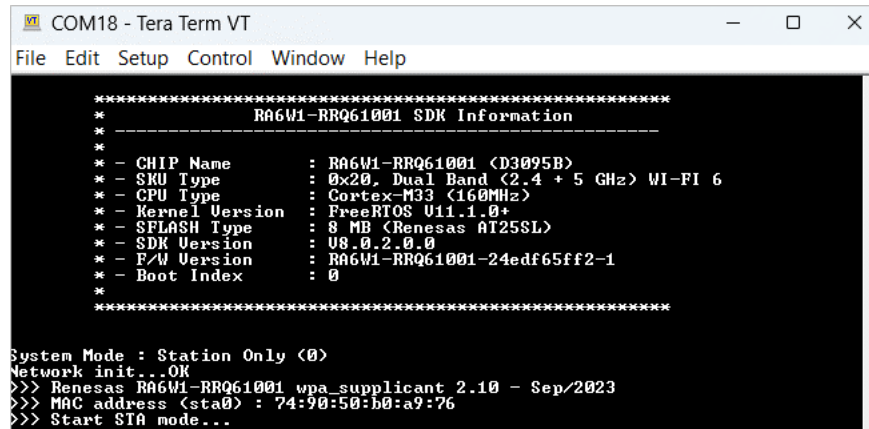 COM18 - Tera Term VT
File Edit Setup Control Window Help
*******************************************************
* RA6W1-RRQ61001 SDK Information
* ---------------------------------------------------
*
* - CHIP Name : RA6W1-RRQ61001 (D3095B)
* - SKU Type : 0x20, Dual Band (2.4 + 5 GHz) WI-FI 6
* - CPU Type : Cortex-M33 (160MHz)
* - Kernel Version : FreeRTOS V11.1.0+
* - SFLASH Type : 8 MB (Renesas AT25SL)
* - SDK Version : V8.0.2.0.0
* - F/W Version : RA6W1-RRQ61001-24edf65ff2-1
* - Boot Index : 0
*
*******************************************************
System Mode : Station Only (0)
Network init...OK
>>> Renesas RA6W1-RRQ61001 wpa_supplicant 2.10 - Sep/2023
>>> MAC address (sta0) : 74:90:50:b0:a9:76
>>> Start STA mode...